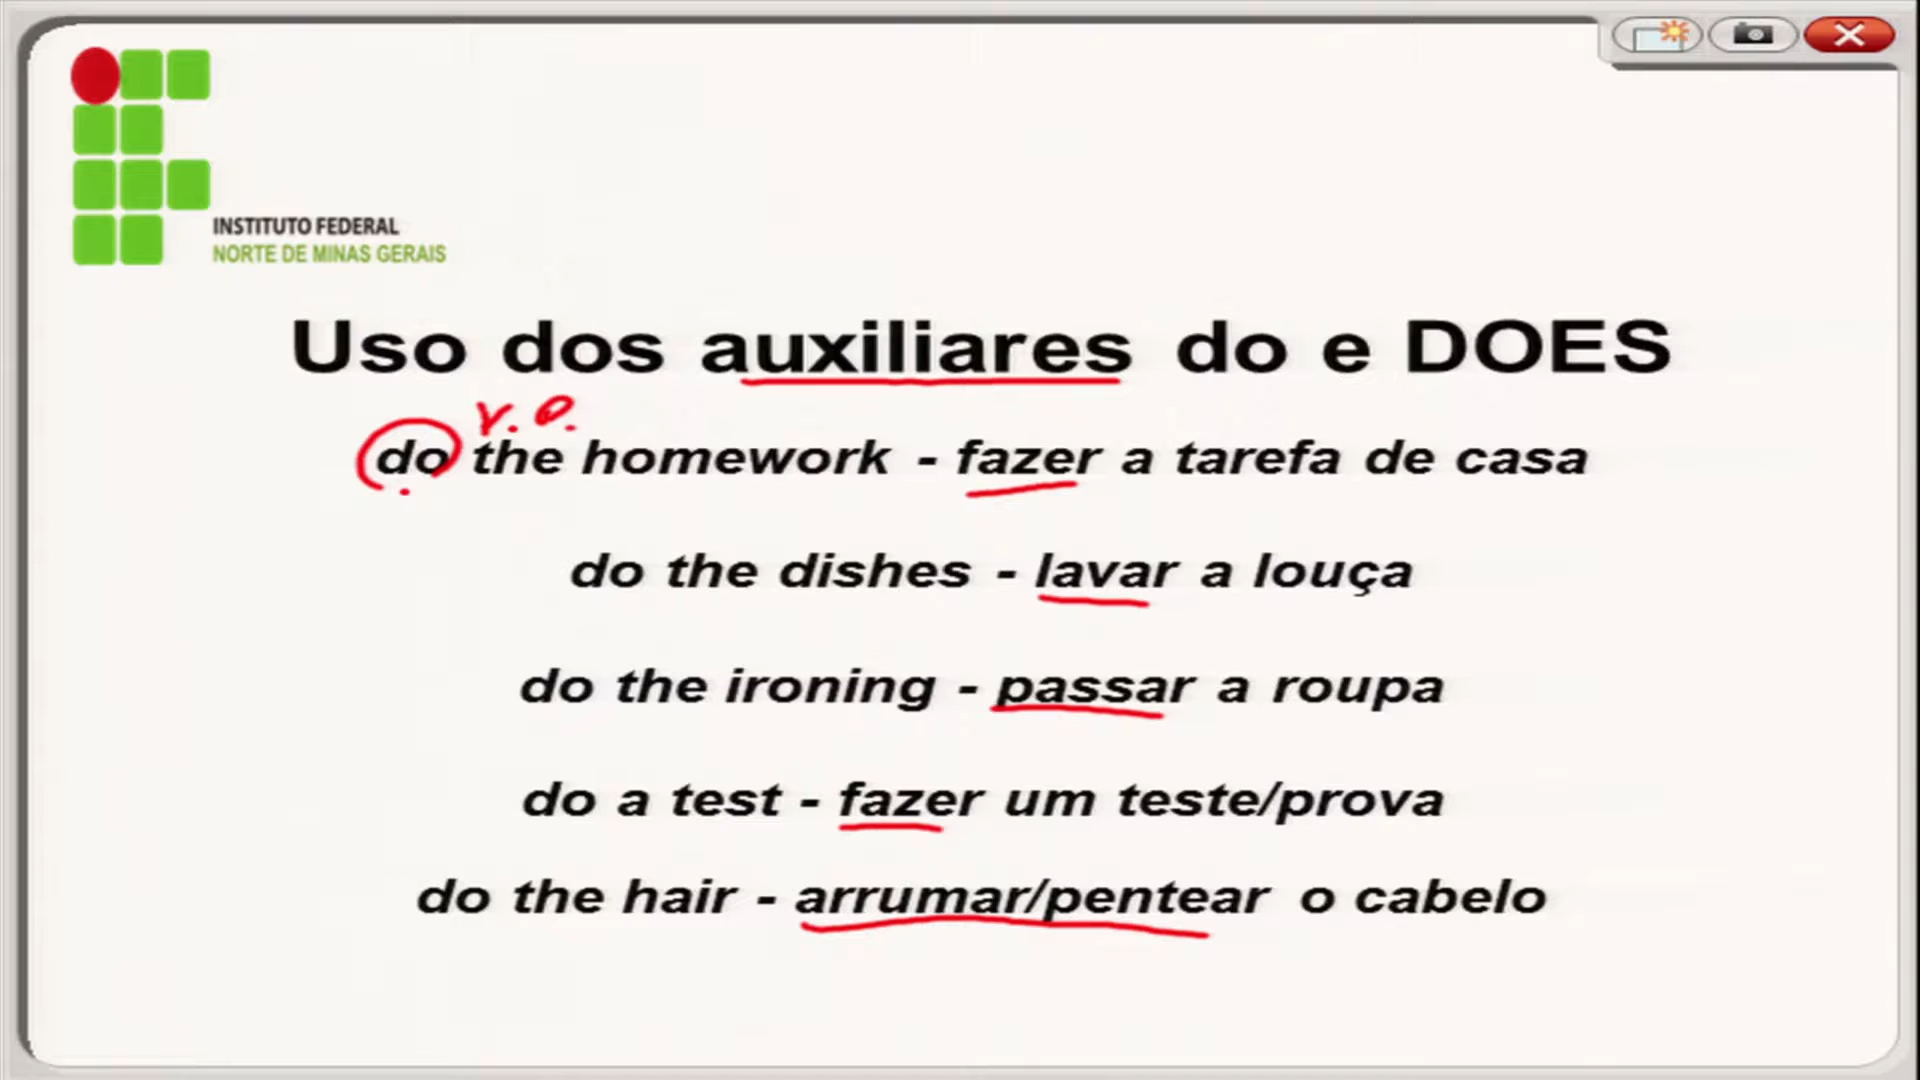 INSTITUTO FEDERAL
NORTE DE MINAS GERAIS
Uso dos auxiliares do e DOES
do the homework - fazer a tarefa de casa
do the dishes - lavar a louça
do the ironing - passar a roupa
do a test - fazer um teste/prova
do the hair - arrumar/pentear o cabelo